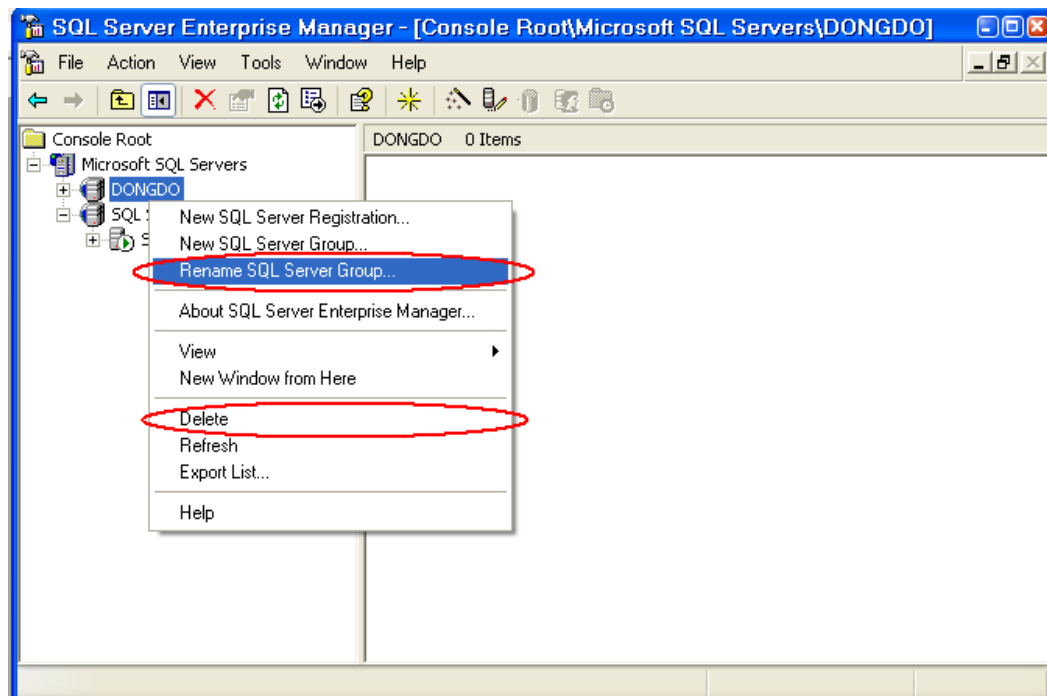 SQL Server Enterprise Manager - [Console Root\Microsoft SQL Servers\DONGDO]
File Action View Tools Window Help
Console Root
DONGDO 0 Items
Microsoft SQL Servers
DONGDO
SQL
New SQL Server Registration...
New SQL Server Group...
Rename SQL Server Group...
About SQL Server Enterprise Manager...
View
New Window from Here
Delete
Refresh
Export List...
Help